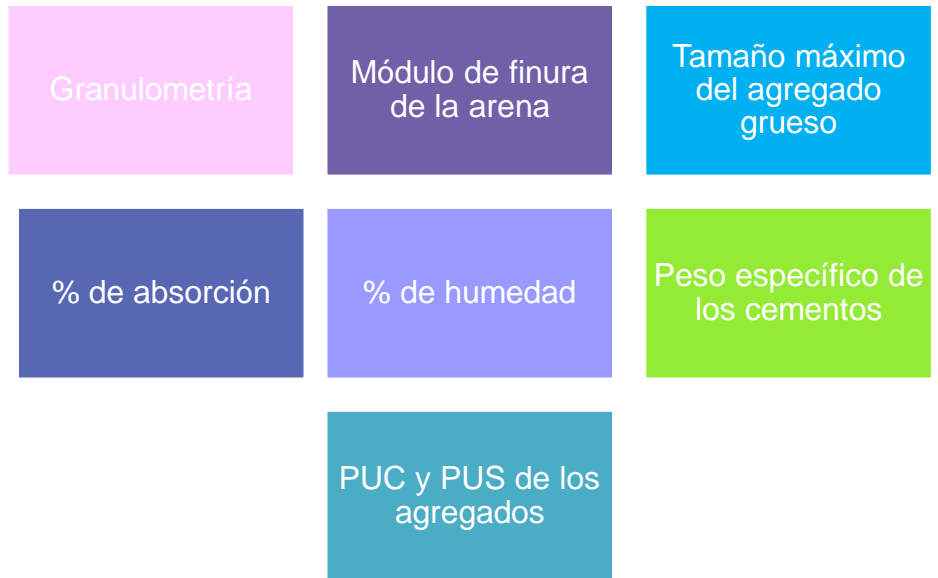 Granulometría
Módulo de finura
de la arena
Tamaño máximo
del agregado
grueso
% de absorción
% de humedad
Peso específico de
los cementos
PUC y PUS de los
agregados